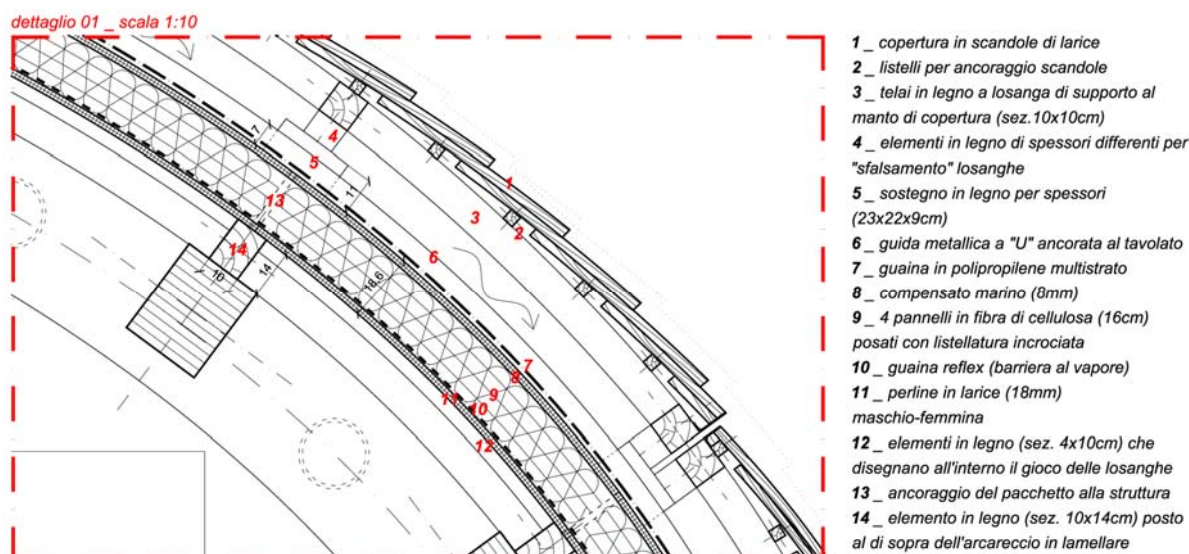 dettaglio 01 _ scala 1:10
1 _ copertura in scandole di larice
2 _ listelli per ancoraggio scandole
3 _ telai in legno a losanga di supporto al
manto di copertura (sez.10x10cm)
4 _ elementi in legno di spessori differenti per
"sfalsamento" losanghe
5 _ sostegno in legno per spessori
(23x22x9cm)
6 _ guida metallica a "U" ancorata al tavolato
7 _ guaina in polipropilene multistrato
8 _ compensato marino (8mm)
9 _ 4 pannelli in fibra di cellulosa (16cm)
posati con listellatura incrociata
10 _ guaina reflex (barriera al vapore)
11 _ perline in larice (18mm)
maschio-femmina
12 _ elementi in legno (sez. 4x10cm) che
disegnano all'interno il gioco delle losanghe
13 _ ancoraggio del pacchetto alla struttura
14 _ elemento in legno (sez. 10x14cm) posto
al di sopra dell'arcareccio in lamellare
7
4
5
11
1
13
3
2
14
6
10
14
18,6
7
8
9
11
10
12